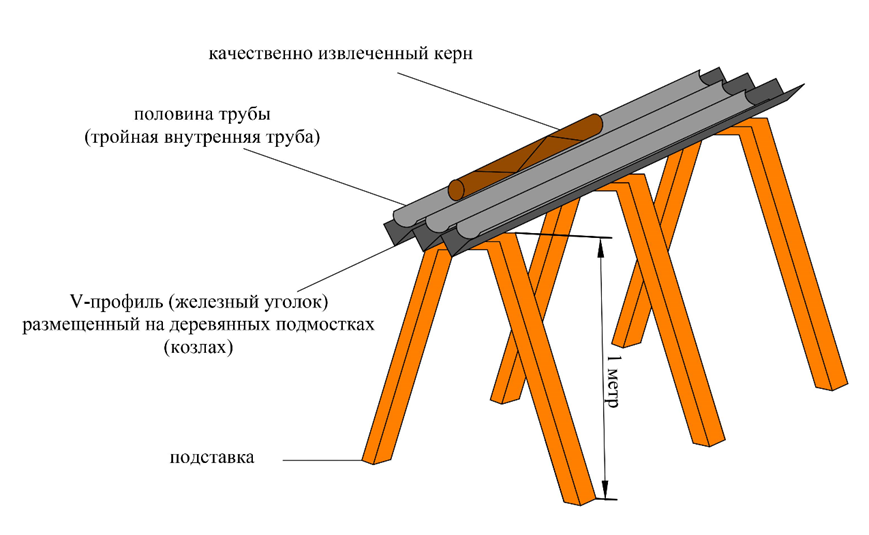 качественно извлеченный керн
половина трубы
(тройная внутренняя труба)
V-профиль (железный уголок)
размещенный на деревянных подмостках
(козлах)
1 метр
подставка